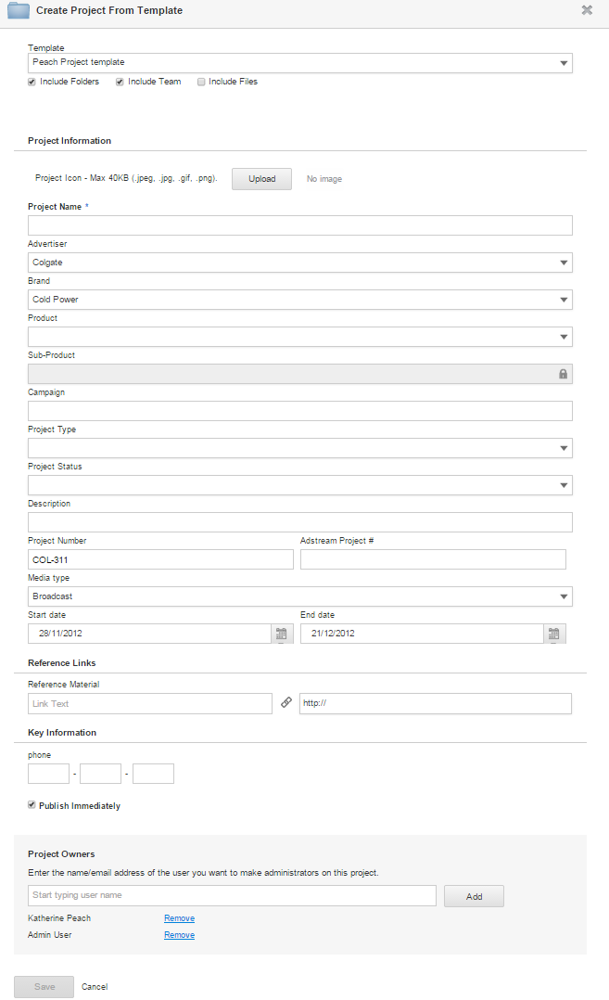 Create Project From Template
Template
Peach Project template
Include Folders Include Team Include Files
Project Information
Project Icon - Max 40KB (.jpeg, .jpg, .gif, .png). Upload No image
Project Name *
Advertiser
Colgate
Brand
Cold Power
Product
Sub-Product
Campaign
Project Type
Project Status
Description
Project Number Adstream Project #
COL-311
Media type
Broadcast
Start date End date
28/11/2012 21/12/2012
Reference Links
Reference Material
Link Text http://
Key Information
phone
- -
Publish Immediately
Project Owners
Enter the name/email address of the user you want to make administrators on this project.
Start typing user name Add
Katherine Peach Remove
Admin User Remove
Save Cancel